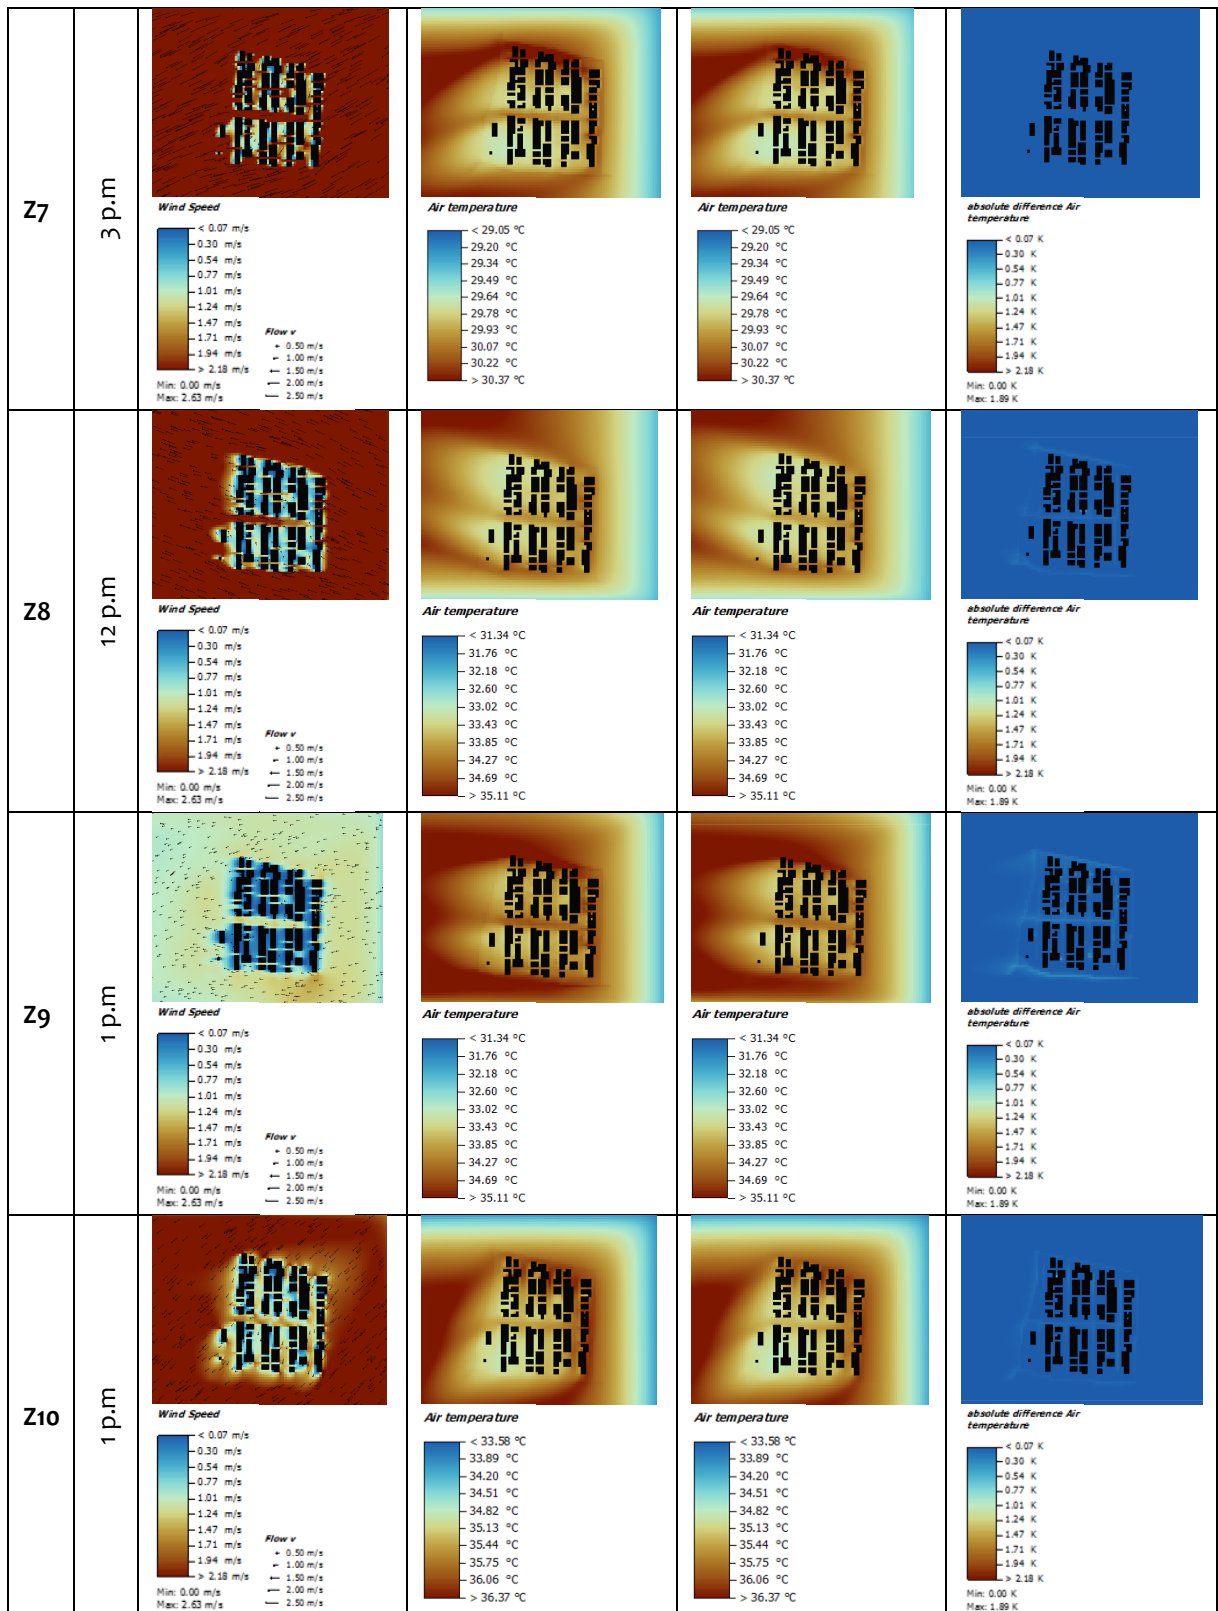 Z7
3 p.m
Wind Speed
< 0.07 m/s
0.30 m/s
0.54 m/s
0.77 m/s
1.01 m/s
1.24 m/s
1.47 m/s
1.71 m/s
1.94 m/s
> 2.18 m/s
Min: 0.00 m/s
Max: 2.63 m/s
Flow v
0.50 m/s
1.00 m/s
1.50 m/s
2.00 m/s
2.50 m/s
Air temperature
< 29.05 °C
29.20 °C
29.34 °C
29.49 °C
29.64 °C
29.78 °C
29.93 °C
30.07 °C
30.22 °C
> 30.37 °C
Air temperature
< 29.05 °C
29.20 °C
29.34 °C
29.49 °C
29.64 °C
29.78 °C
29.93 °C
30.07 °C
30.22 °C
> 30.37 °C
absolute difference Air
temperature
< 0.07 K
0.30 K
0.54 K
0.77 K
1.01 K
1.24 K
1.47 K
1.71 K
1.94 K
> 2.18 K
Min: 0.00 K
Max: 1.89 K
Z8
12 p.m
Wind Speed
< 0.07 m/s
0.30 m/s
0.54 m/s
0.77 m/s
1.01 m/s
1.24 m/s
1.47 m/s
1.71 m/s
1.94 m/s
> 2.18 m/s
Min: 0.00 m/s
Max: 2.63 m/s
Flow v
0.50 m/s
1.00 m/s
1.50 m/s
2.00 m/s
2.50 m/s
Air temperature
< 31.34 °C
31.76 °C
32.18 °C
32.60 °C
33.02 °C
33.43 °C
33.85 °C
34.27 °C
34.69 °C
> 35.11 °C
Air temperature
< 31.34 °C
31.76 °C
32.18 °C
32.60 °C
33.02 °C
33.43 °C
33.85 °C
34.27 °C
34.69 °C
> 35.11 °C
absolute difference Air
temperature
< 0.07 K
0.30 K
0.54 K
0.77 K
1.01 K
1.24 K
1.47 K
1.71 K
1.94 K
> 2.18 K
Min: 0.00 K
Max: 1.89 K
Z9
1 p.m
Wind Speed
< 0.07 m/s
0.30 m/s
0.54 m/s
0.77 m/s
1.01 m/s
1.24 m/s
1.47 m/s
1.71 m/s
1.94 m/s
> 2.18 m/s
Min: 0.00 m/s
Max: 2.63 m/s
Flow v
0.50 m/s
1.00 m/s
1.50 m/s
2.00 m/s
2.50 m/s
Air temperature
< 31.34 °C
31.76 °C
32.18 °C
32.60 °C
33.02 °C
33.43 °C
33.85 °C
34.27 °C
34.69 °C
> 35.11 °C
Air temperature
< 31.34 °C
31.76 °C
32.18 °C
32.60 °C
33.02 °C
33.43 °C
33.85 °C
34.27 °C
34.69 °C
> 35.11 °C
absolute difference Air
temperature
< 0.07 K
0.30 K
0.54 K
0.77 K
1.01 K
1.24 K
1.47 K
1.71 K
1.94 K
> 2.18 K
Min: 0.00 K
Max: 1.89 K
Z10
1 p.m
Wind Speed
< 0.07 m/s
0.30 m/s
0.54 m/s
0.77 m/s
1.01 m/s
1.24 m/s
1.47 m/s
1.71 m/s
1.94 m/s
> 2.18 m/s
Min: 0.00 m/s
Max: 2.63 m/s
Flow v
0.50 m/s
1.00 m/s
1.50 m/s
2.00 m/s
2.50 m/s
Air temperature
< 33.58 °C
33.89 °C
34.20 °C
34.51 °C
34.82 °C
35.13 °C
35.44 °C
35.75 °C
36.06 °C
> 36.37 °C
Air temperature
< 33.58 °C
33.89 °C
34.20 °C
34.51 °C
34.82 °C
35.13 °C
35.44 °C
35.75 °C
36.06 °C
> 36.37 °C
absolute difference Air
temperature
< 0.07 K
0.30 K
0.54 K
0.77 K
1.01 K
1.24 K
1.47 K
1.71 K
1.94 K
> 2.18 K
Min: 0.00 K
Max: 1.89 K